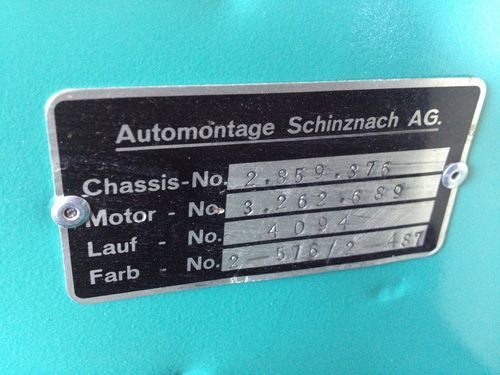 Automontage Schinznach AG.
Chassis-No. 2.859.376
Motor - No. 3.262.689
Lauf - No. 4094
Farb - No. 2-576/2-487